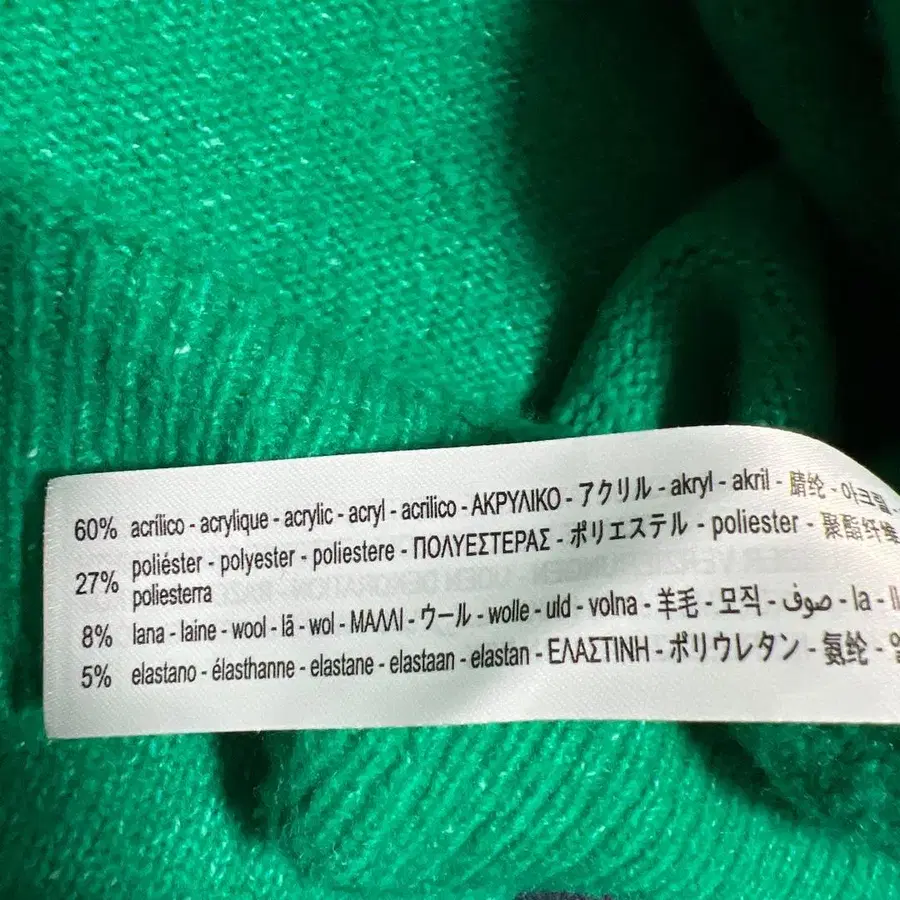 60% acrílico - acrylique - acrylic - acryl - acrilico - ΑΚΡΥΛΙΚΟ - アクリル - akryl - akril - 腈纶 - 아크릴 -
27% poliéster - polyester - poliestere - ΠΟΛΥΕΣΤΕΡΑΣ - ポリエステル - poliester - 聚酯纤维
poliesterra
8% lana - laine - wool - lã - wol - ΜΑΛΛΙ - ウール - wolle - uld - volna - 羊毛 - 모직 - صوف - la -
5% elastano - élasthanne - elastane - elastaan - elastan - ΕΛΑΣΤΙΝΗ - ポリウレタン - 氨纶 -